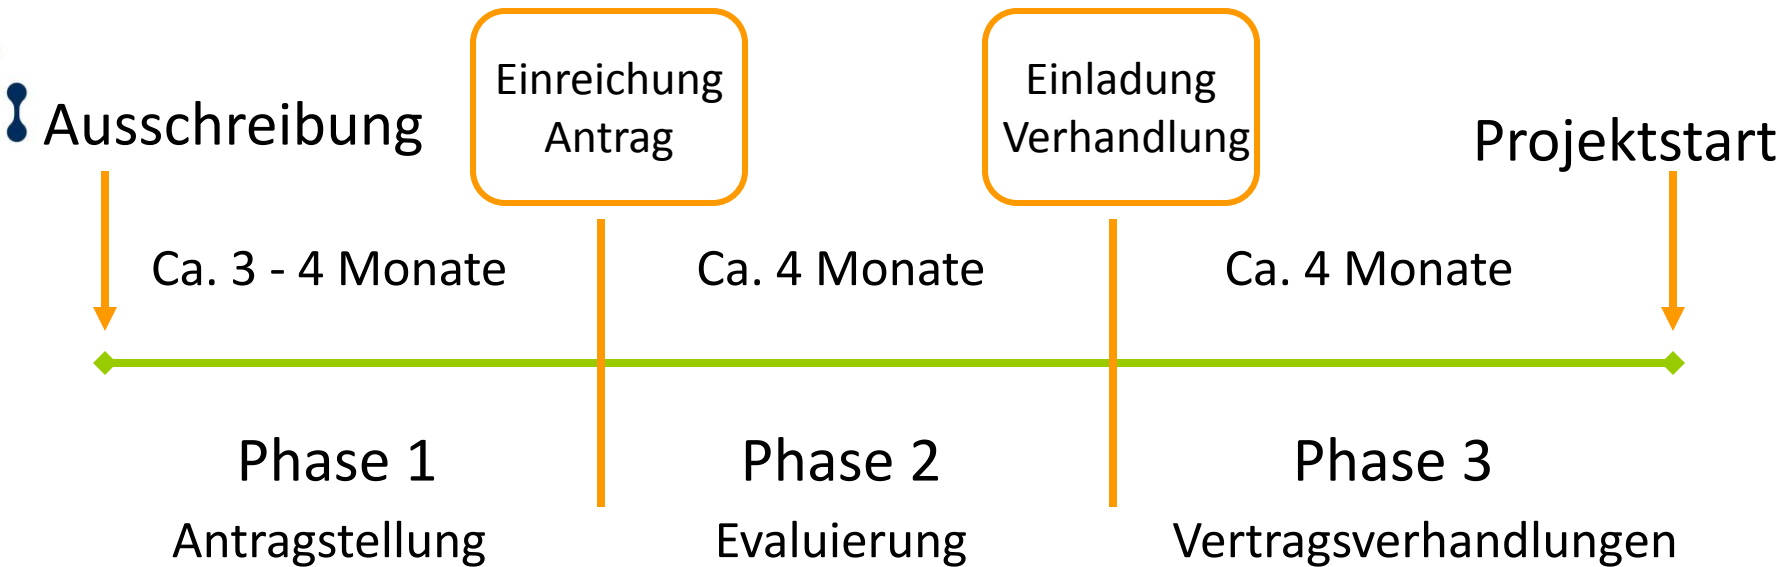 Ausschreibung
Einreichung
Antrag
Einladung
Verhandlung
Projektstart
Ca. 3 - 4 Monate
Ca. 4 Monate
Ca. 4 Monate
Phase 1
Antragstellung
Phase 2
Evaluierung
Phase 3
Vertragsverhandlungen